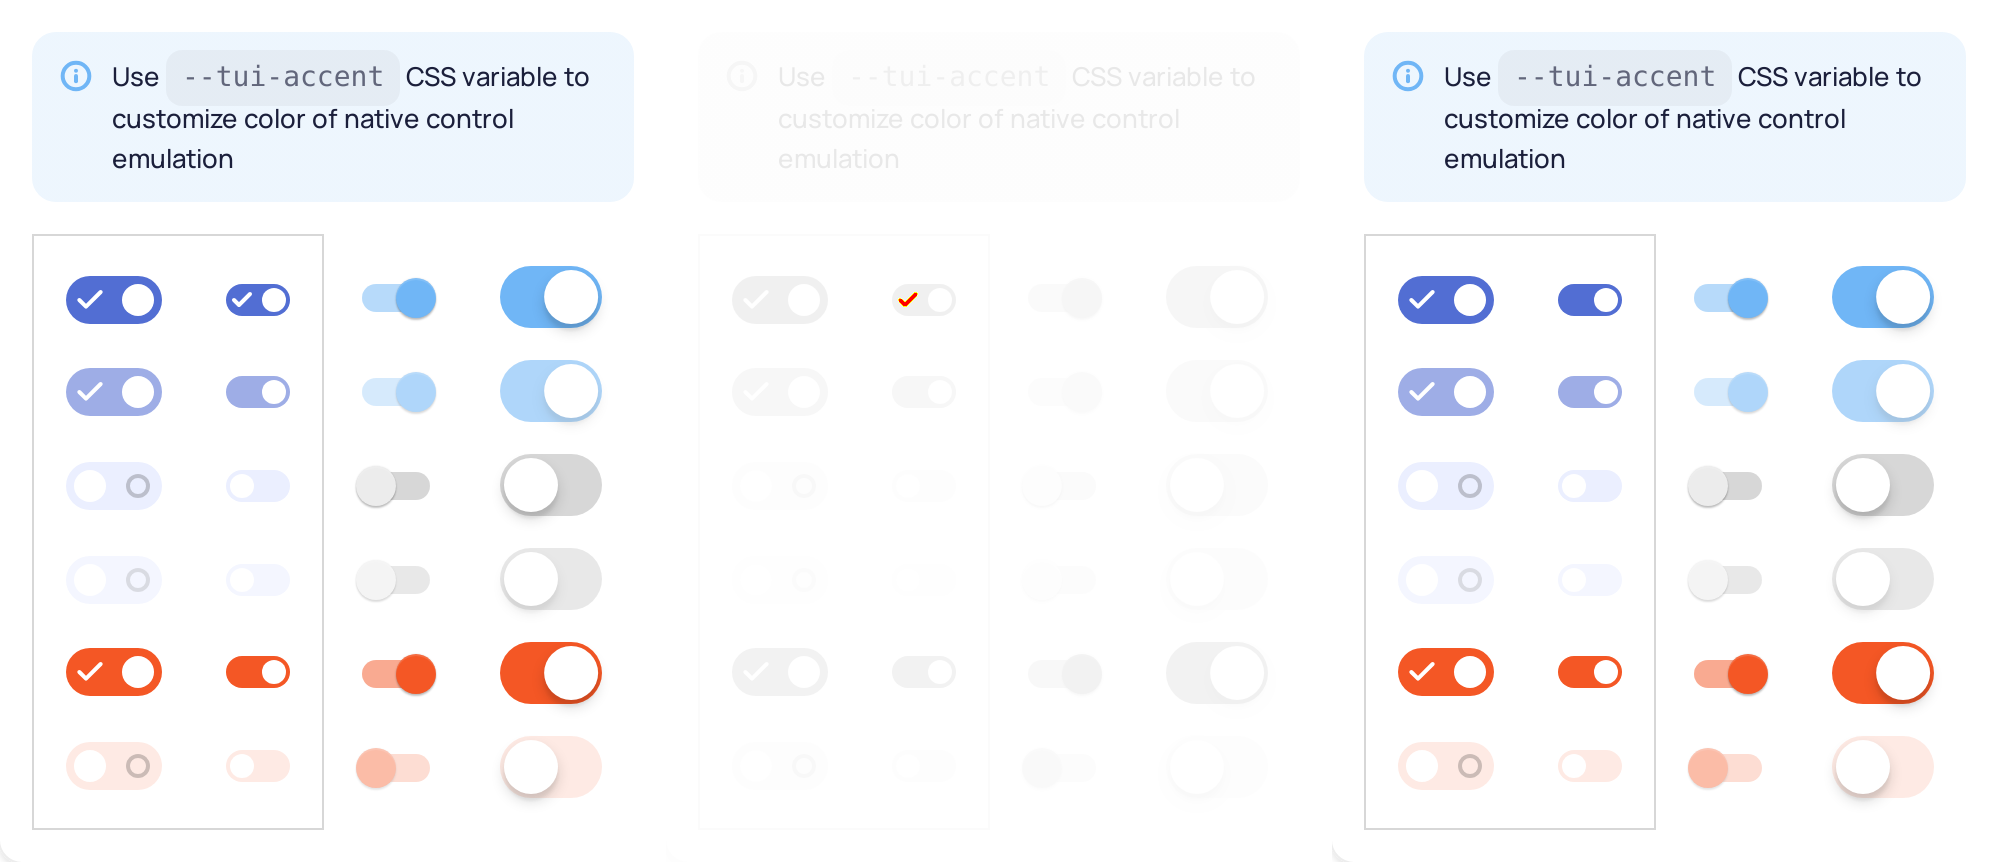 Use --tui-accent CSS variable to
customize color of native control
emulation
Use --tui-accent CSS variable to
customize color of native control
emulation
Use --tui-accent CSS variable to
customize color of native control
emulation